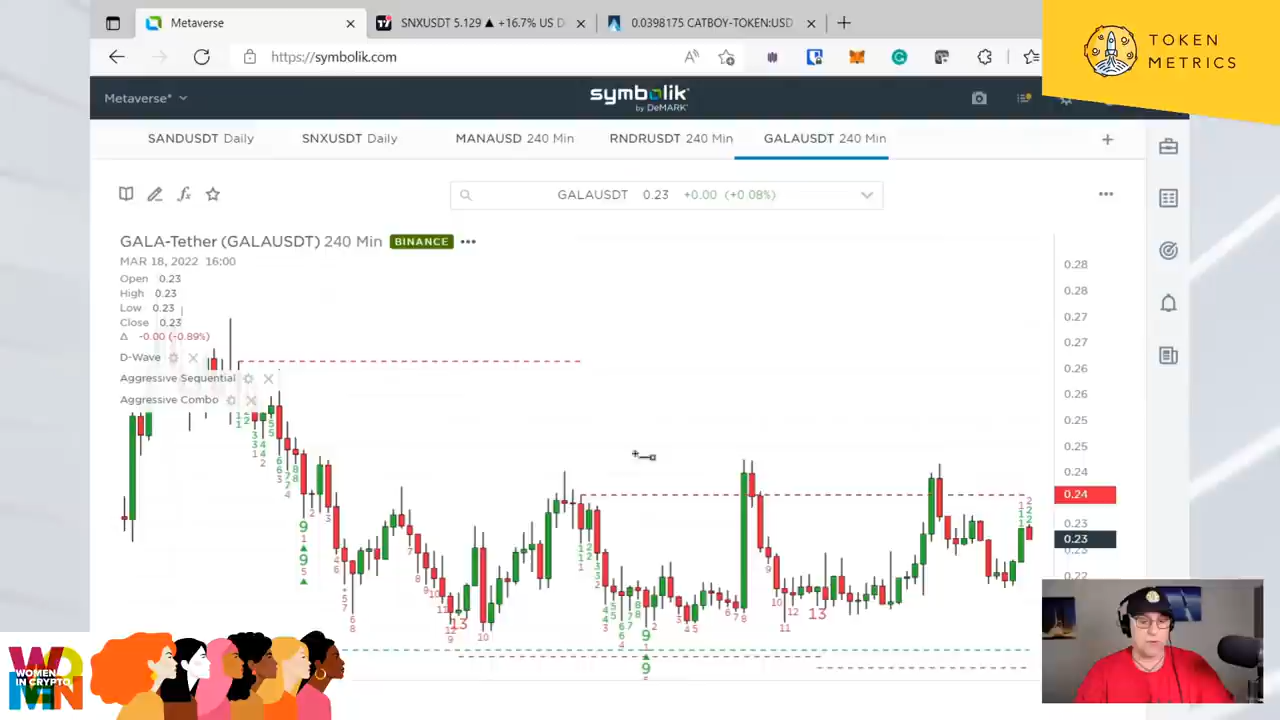 Metaverse
SNXUSDT 5.129 ▲ +16.7% US D
0.0398175 CATBOY-TOKEN:USD
https://symbolik.com
TOKEN
METRICS
Metaverse*
symbolik
by DeMARK
SANDUSDT Daily
SNXUSDT Daily
MANAUSD 240 Min
RNDRUSDT 240 Min
GALAUSDT 240 Min
GALAUSDT 0.23 +0.00 (+0.08%)
GALA-Tether (GALAUSDT) 240 Min BINANCE
MAR 18, 2022 16:00
Open 0.23
High 0.23
Low 0.23
Close 0.23
Δ -0.00 (-0.89%)
D-Wave
Aggressive Sequential
Aggressive Combo
0.28
0.28
0.27
0.27
0.26
0.26
0.25
0.25
0.24
0.24
0.23
0.23
0.23
0.22
9
9
13
9
9
13
WOMEN
IN CRYPTO